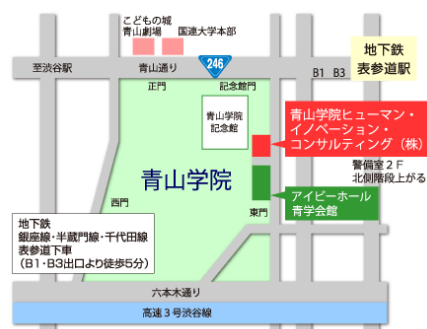 こどもの城
青山劇場
国連大学本部
246
地下鉄
表参道駅
至渋谷駅
青山通り
B1 B3
正門
記念館門
青山学院
記念館
青山学院ヒューマン・
イノベーション・
コンサルティング（株）
警備室２Ｆ
北側階段上がる
青山学院
アイビーホール
青学会館
西門
東門
地下鉄
銀座線・半蔵門線・千代田線
表参道下車
（B1・B3出口より徒歩5分）
六本木通り
高速３号渋谷線